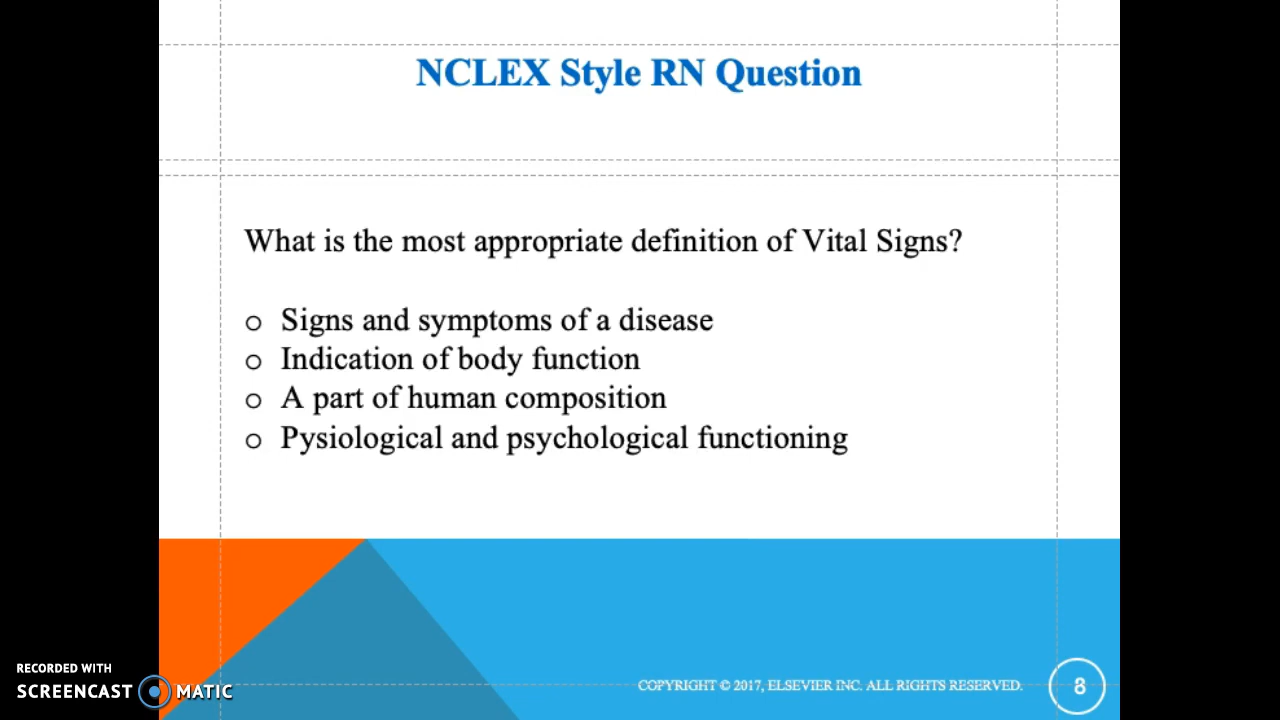 NCLEX Style RN Question
What is the most appropriate definition of Vital Signs?
o Signs and symptoms of a disease
o Indication of body function
o A part of human composition
o Pysiological and psychological functioning
RECORDED WITH
SCREENCAST MATIC
COPYRIGHT © 2017, ELSEVIER INC. ALL RIGHTS RESERVED.
8